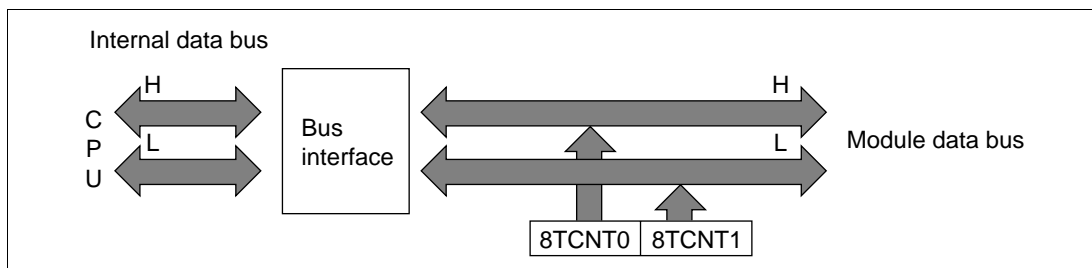 Internal data bus
H
H
C
P
U
Bus
interface
L
L
Module data bus
8TCNT0
8TCNT1